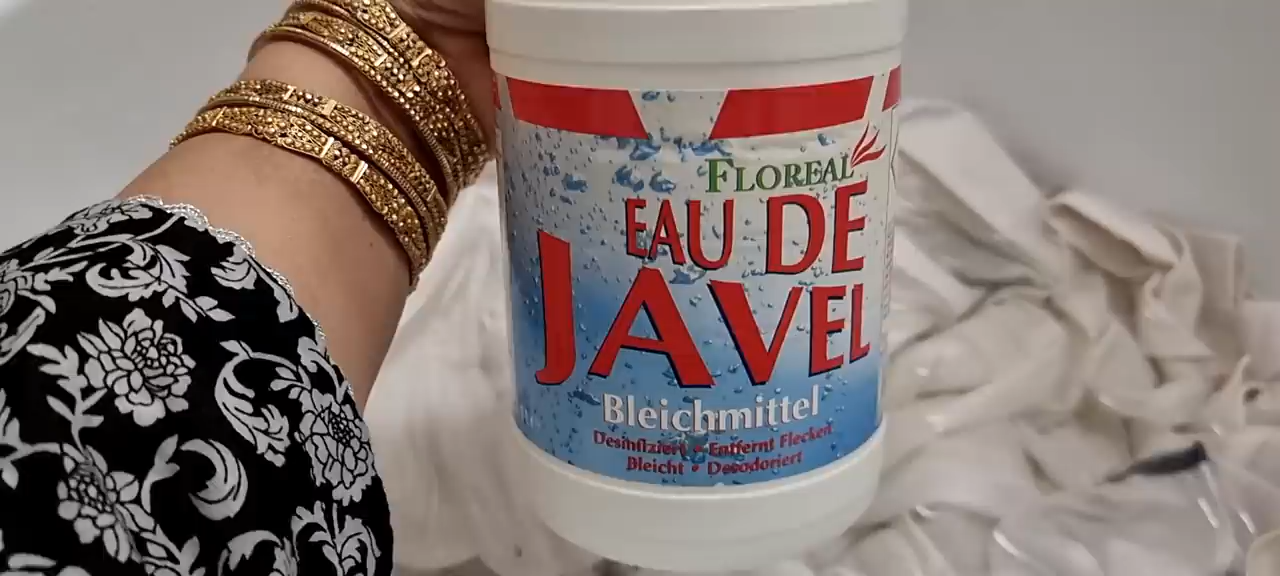 FLOREAL
EAU DE
JAVEL
Bleichmittel
Desinfiziert • Entfernt Flecken
Bleicht • Desodoriert